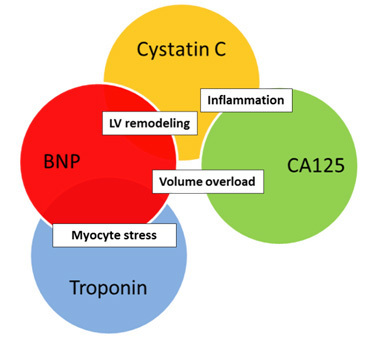 Cystatin C
Inflammation
LV remodeling
BNP
CA125
Volume overload
Myocyte stress
Troponin